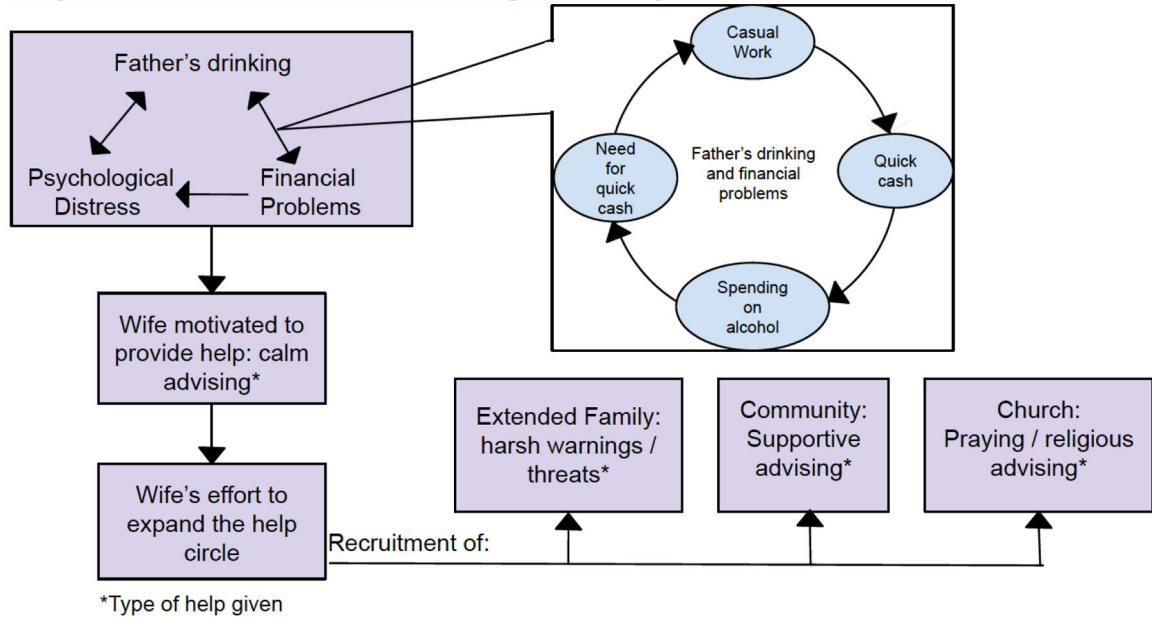 Father's drinking
Psychological
Distress
Financial
Problems
Casual
Work
Need
for
quick
cash
Father's drinking
and financial
problems
Quick
cash
Spending
on
alcohol
Wife motivated to
provide help: calm
advising*
Wife's effort to
expand the help
circle
Recruitment of:
Extended Family:
harsh warnings /
threats*
Community:
Supportive
advising*
Church:
Praying / religious
advising*
*Type of help given